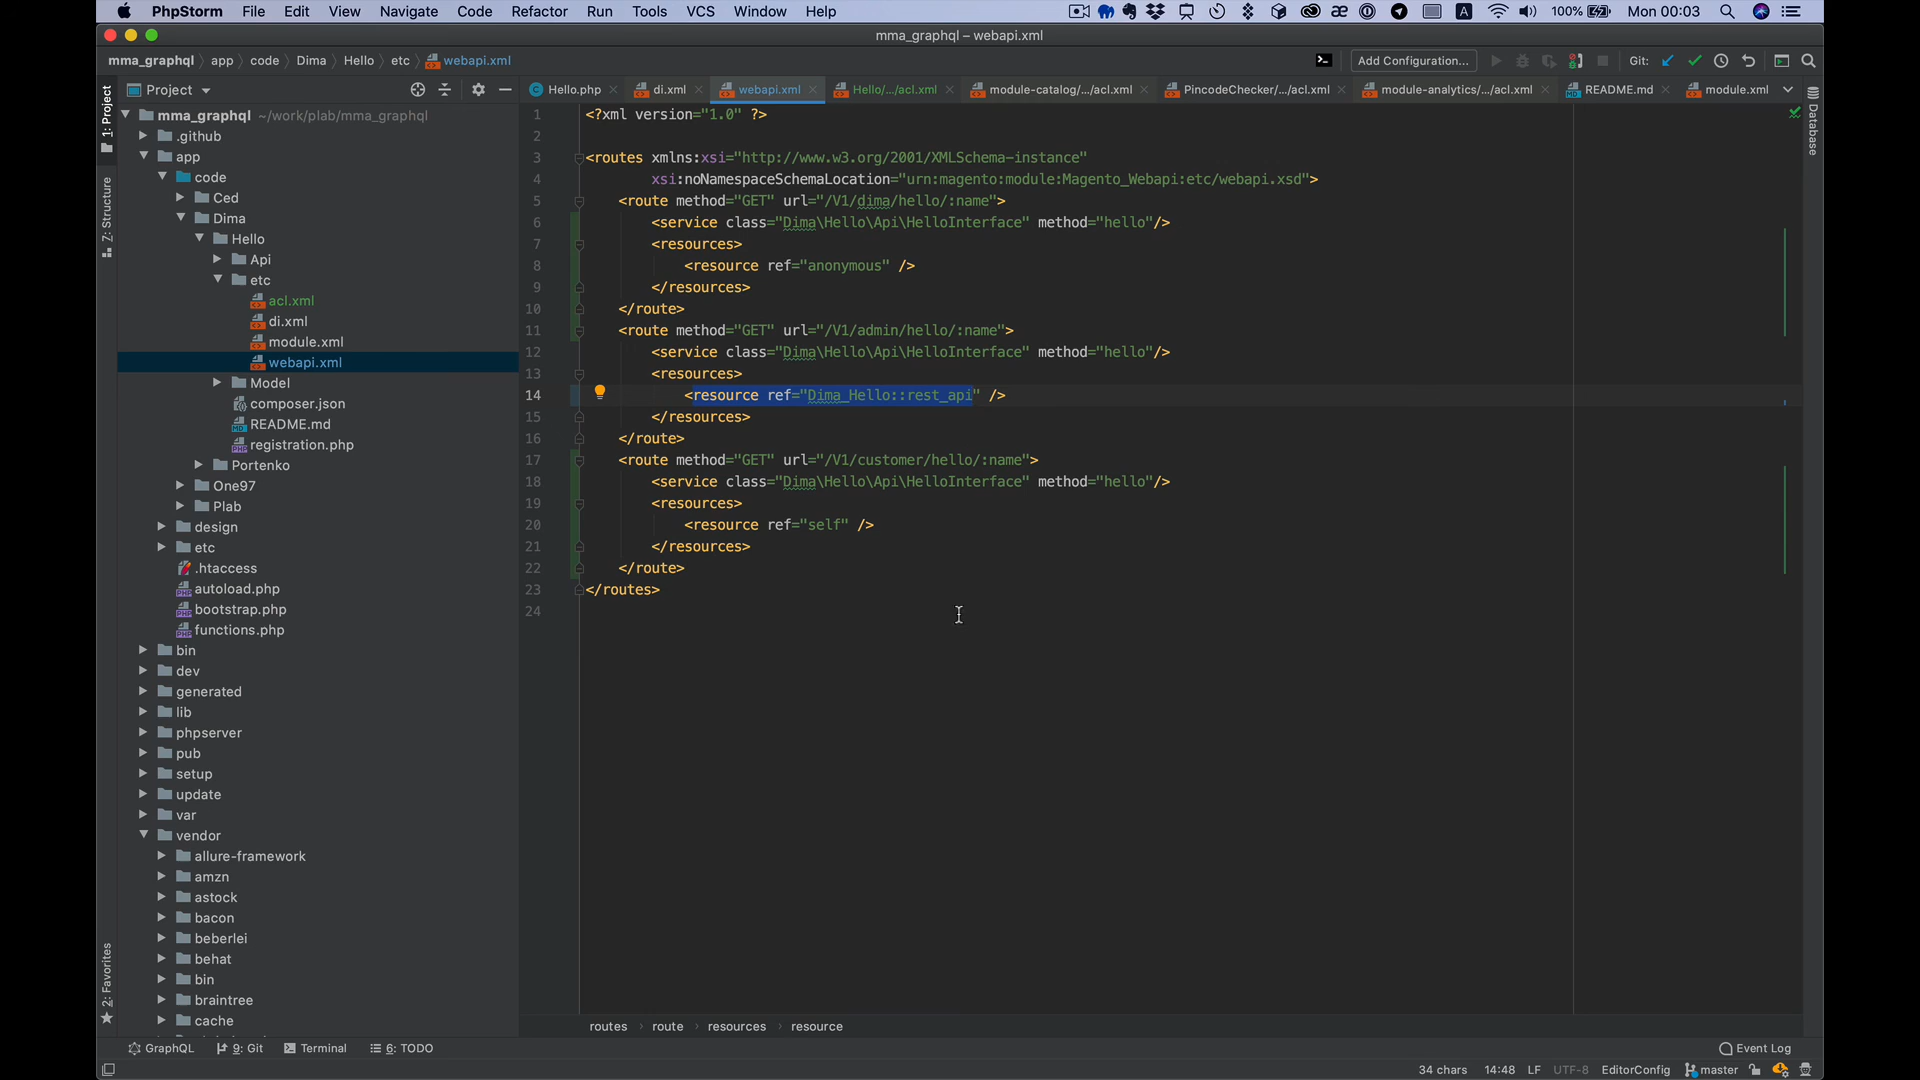 PhpStorm File Edit View Navigate Code Refactor Run Tools VCS Window Help A 100% Mon 00:03
mma_graphql – webapi.xml
mma_graphql app code Dima Hello etc webapi.xml Add Configuration... Git:
1: Project
Z: Structure
2: Favorites
Project
Hello.php di.xml webapi.xml Hello/.../acl.xml module-catalog/.../acl.xml PincodeChecker/.../acl.xml module-analytics/.../acl.xml README.md module.xml
Database
mma_graphql ~/work/plab/mma_graphql
.github
app
code
Ced
Dima
Hello
Api
etc
acl.xml
di.xml
module.xml
webapi.xml
Model
composer.json
README.md
registration.php
Portenko
One97
Plab
design
etc
.htaccess
autoload.php
bootstrap.php
functions.php
bin
dev
generated
lib
phpserver
pub
setup
update
var
vendor
allure-framework
amzn
astock
bacon
beberlei
behat
bin
braintree
cache
1 <?xml version="1.0" ?>
2
3 <routes xmlns:xsi="http://www.w3.org/2001/XMLSchema-instance"
4 xsi:noNamespaceSchemaLocation="urn:magento:module:Magento_Webapi:etc/webapi.xsd">
5 <route method="GET" url="/V1/dima/hello/:name">
6 <service class="Dima\Hello\Api\HelloInterface" method="hello"/>
7 <resources>
8 <resource ref="anonymous" />
9 </resources>
10 </route>
11 <route method="GET" url="/V1/admin/hello/:name">
12 <service class="Dima\Hello\Api\HelloInterface" method="hello"/>
13 <resources>
14 <resource ref="Dima_Hello::rest_api" />
15 </resources>
16 </route>
17 <route method="GET" url="/V1/customer/hello/:name">
18 <service class="Dima\Hello\Api\HelloInterface" method="hello"/>
19 <resources>
20 <resource ref="self" />
21 </resources>
22 </route>
23 </routes>
24
routes route resources resource
GraphQL 9: Git Terminal 6: TODO Event Log
34 chars 14:48 LF UTF-8 EditorConfig master